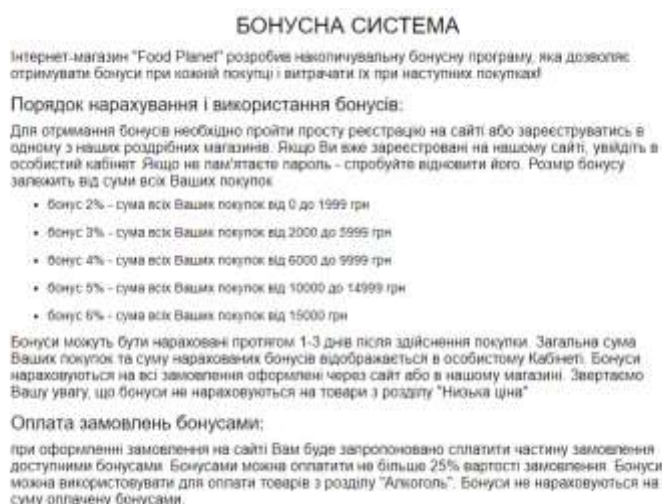 БОНУСНА СИСТЕМА
Інтернет-магазин "Food Planet" розробив накопичувальну бонусну програму, яка дозволяє
отримувати бонуси при кожній покупці і витрачати їх при наступних покупках!
Порядок нарахування і використання бонусів:
Для отримання бонусів необхідно пройти просту реєстрацію на сайті або зареєструватись в
одному з наших роздрібних магазинів. Якщо Ви вже зареєстровані на нашому сайті, увійдіть в
особистий кабінет. Якщо не пам'ятаєте пароль - спробуйте відновити його. Розмір бонусу
залежить від суми всіх Ваших покупок
• бонус 2% - сума всіх Ваших покупок від 0 до 1999 грн
• бонус 3% - сума всіх Ваших покупок від 2000 до 5999 грн
• бонус 4% - сума всіх Ваших покупок від 6000 до 9999 грн
• бонус 5% - сума всіх Ваших покупок від 10000 до 14999 грн
• бонус 6% - сума всіх Ваших покупок від 15000 грн
Бонуси можуть бути нараховані протягом 1-3 днів після здійснення покупки. Загальна сума
Ваших покупок та суму нарахованих бонусів відображається в особистому Кабінеті. Бонуси
нараховуються на всі замовлення оформлені через сайт або в нашому магазині. Звертаємо
Вашу увагу, що бонуси не нараховуються на товари з розділу "Низька ціна"
Оплата замовлень бонусами:
при оформленні замовлення на сайті Вам буде запропоновано сплатити частину замовлення
доступними бонусами. Бонусами можна оплатити не більше 25% вартості замовлення. Бонуси
можна використовувати для оплати товарів з розділу "Алкоголь". Бонуси не нараховуються на
суму оплачену бонусами.